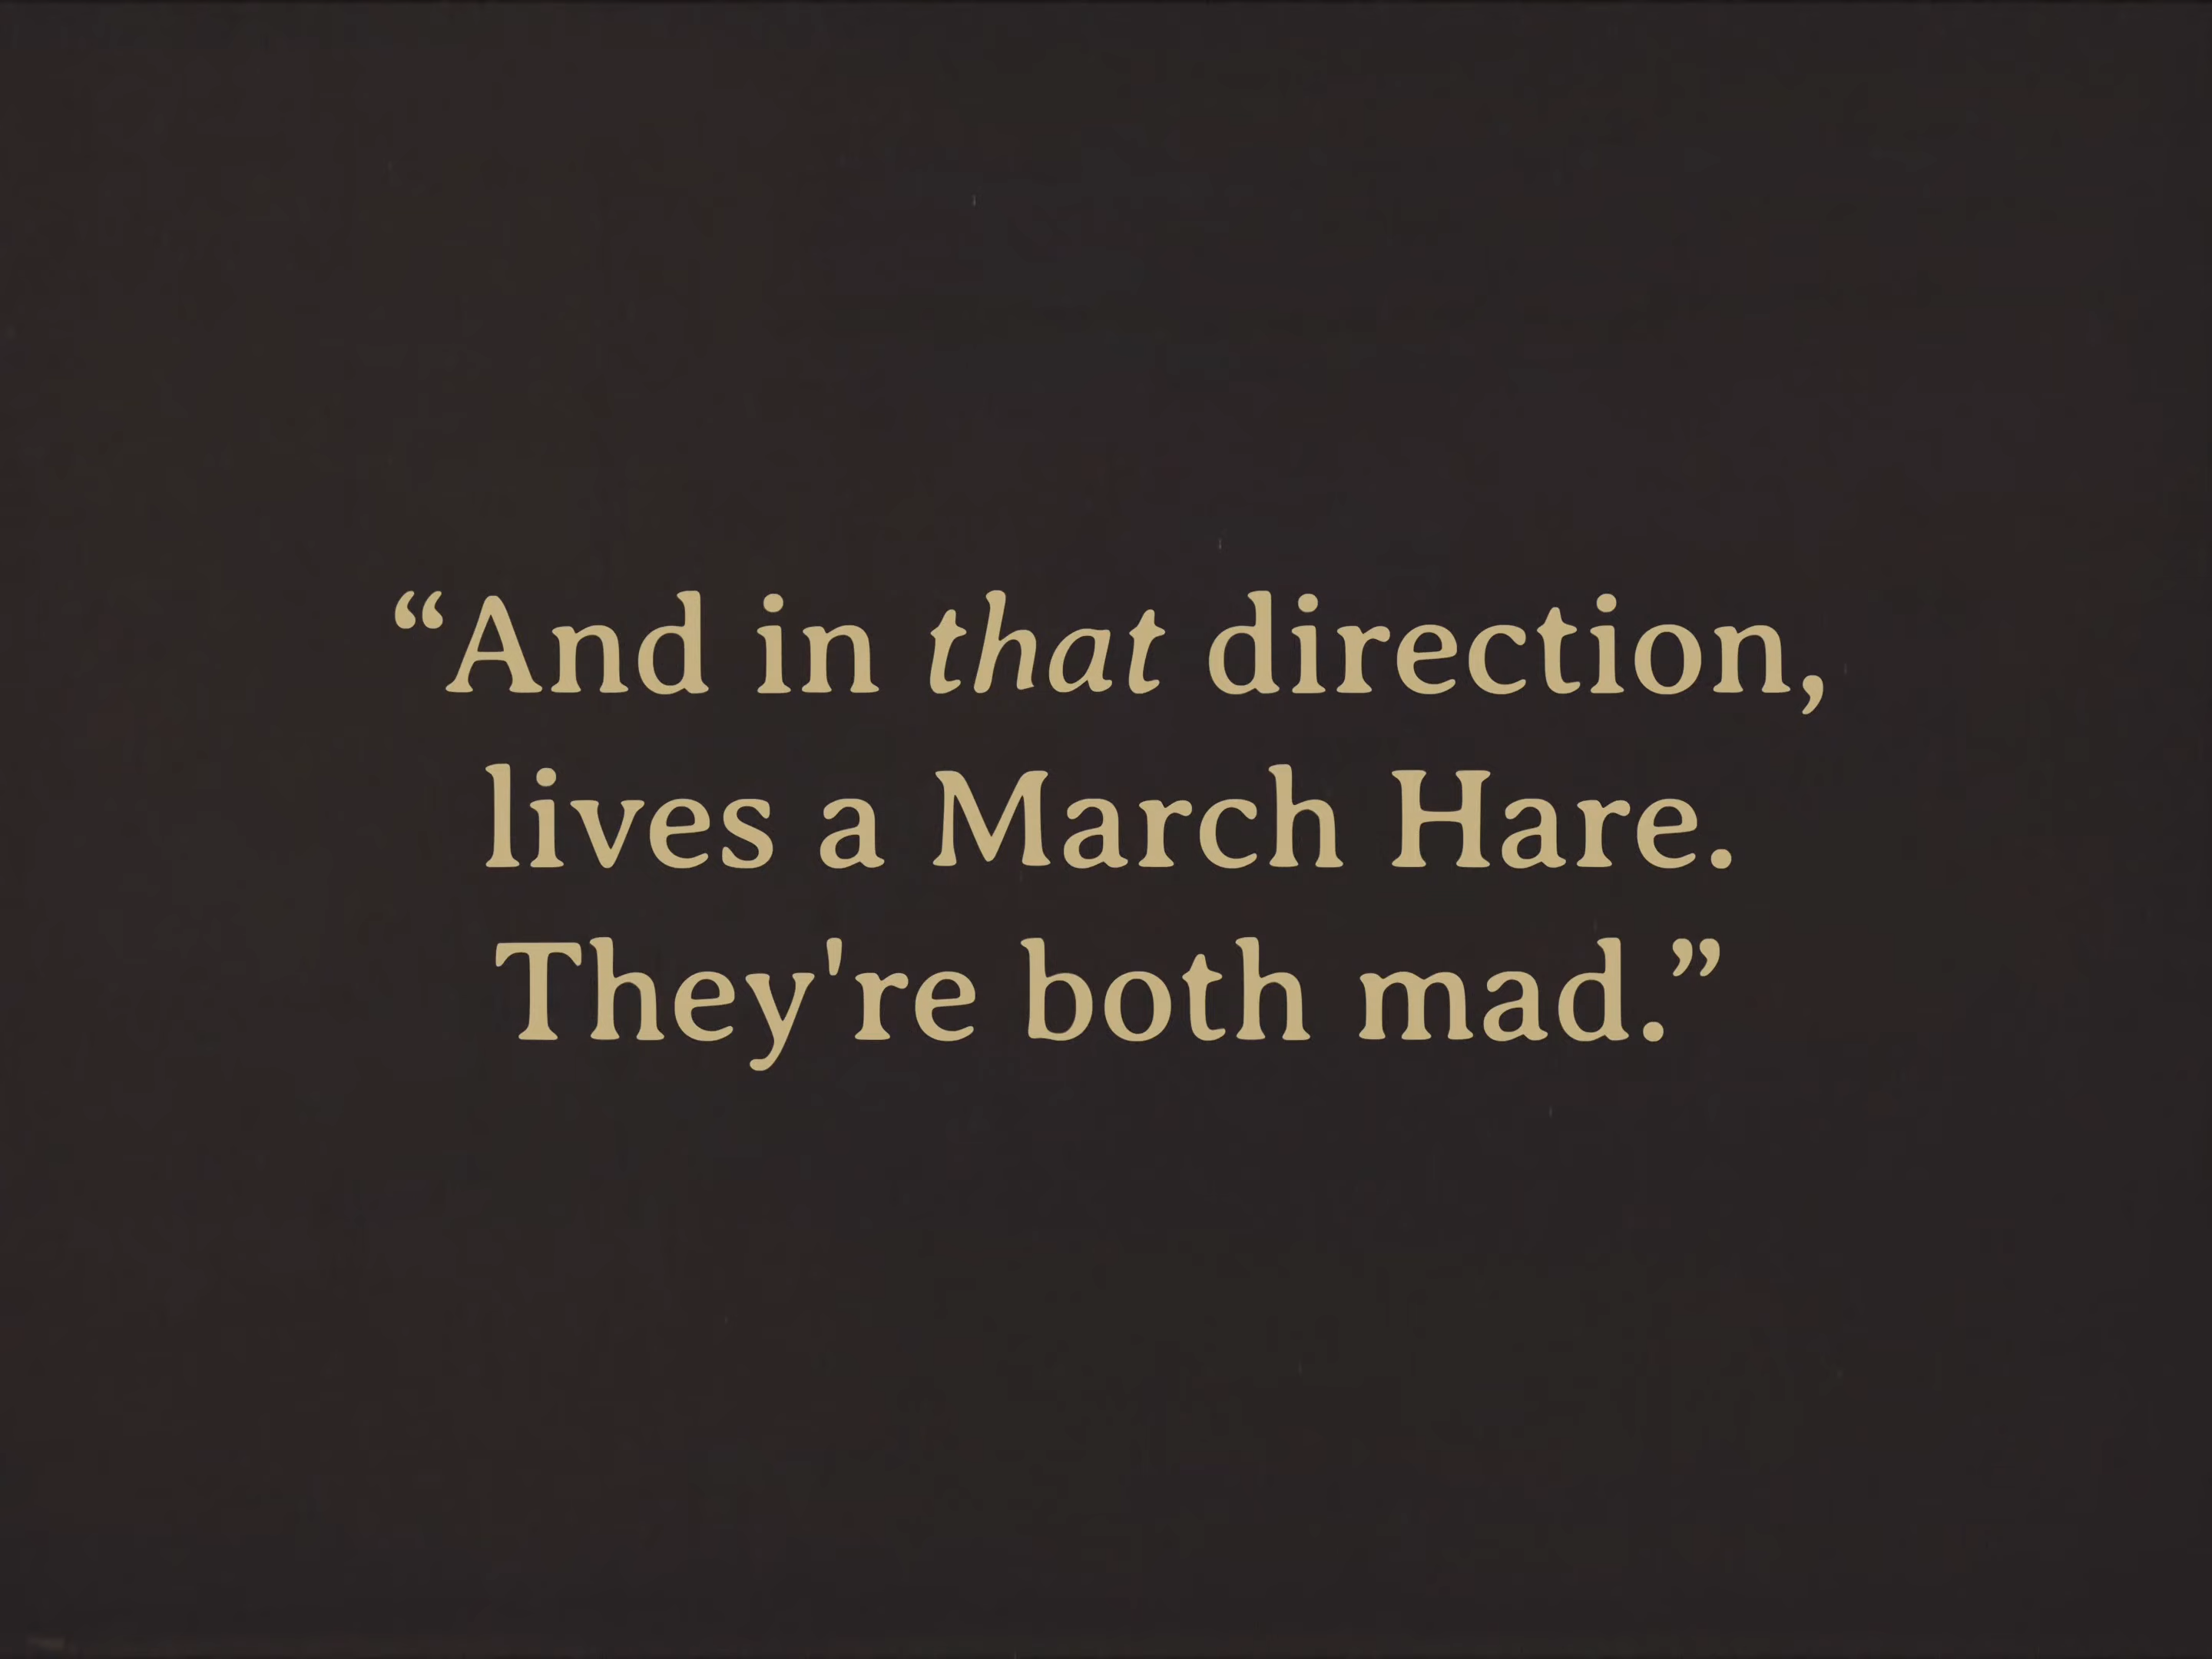 “And in that direction,
lives a March Hare.
They're both mad.”